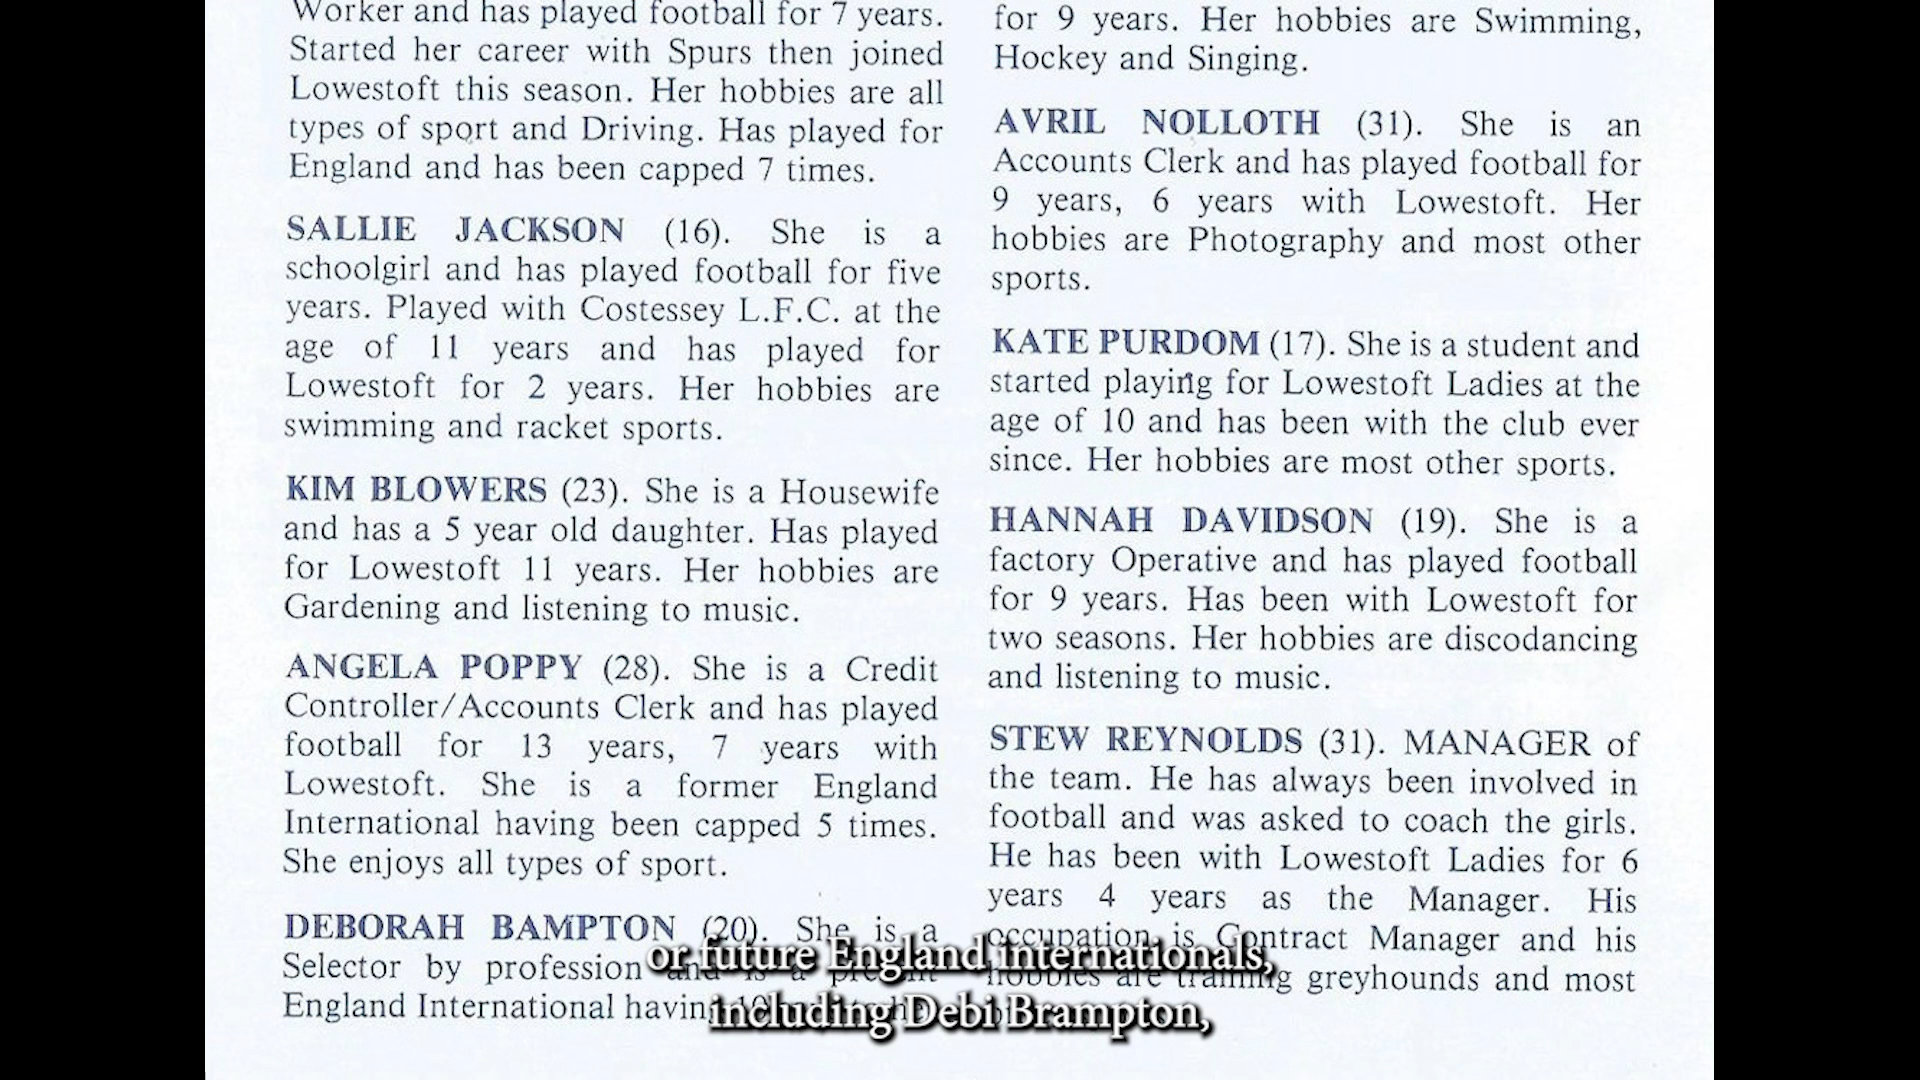 Worker and has played football for 7 years.
Started her career with Spurs then joined
Lowestoft this season. Her hobbies are all
types of sport and Driving. Has played for
England and has been capped 7 times.
SALLIE JACKSON (16). She is a
schoolgirl and has played football for five
years. Played with Costessey L.F.C. at the
age of 11 years and has played for
Lowestoft for 2 years. Her hobbies are
swimming and racket sports.
KIM BLOWERS (23). She is a Housewife
and has a 5 year old daughter. Has played
for Lowestoft 11 years. Her hobbies are
Gardening and listening to music.
ANGELA POPPY (28). She is a Credit
Controller/Accounts Clerk and has played
football for 13 years, 7 years with
Lowestoft. She is a former England
International having been capped 5 times.
She enjoys all types of sport.
DEBORAH BAMPTON (20). She is a
Selector by profession and is a present
England International having
for 9 years. Her hobbies are Swimming,
Hockey and Singing.
AVRIL NOLLOTH (31). She is an
Accounts Clerk and has played football for
9 years, 6 years with Lowestoft. Her
hobbies are Photography and most other
sports.
KATE PURDOM (17). She is a student and
started playing for Lowestoft Ladies at the
age of 10 and has been with the club ever
since. Her hobbies are most other sports.
HANNAH DAVIDSON (19). She is a
factory Operative and has played football
for 9 years. Has been with Lowestoft for
two seasons. Her hobbies are discodancing
and listening to music.
STEW REYNOLDS (31). MANAGER of
the team. He has always been involved in
football and was asked to coach the girls.
He has been with Lowestoft Ladies for 6
years 4 years as the Manager. His
occupation is Contract Manager and his
hobbies are training greyhounds and most
or future England internationals,
including Debi Brampton,